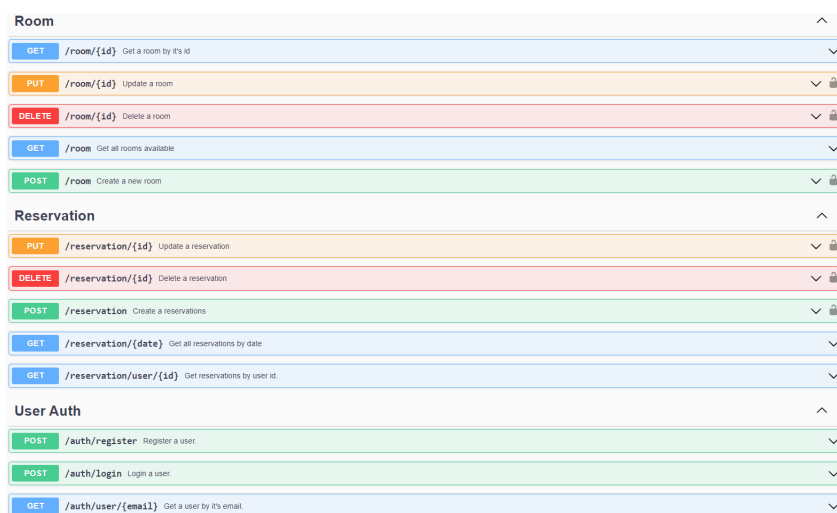 Room
GET /room/{id} Get a room by it's id
PUT /room/{id} Update a room
DELETE /room/{id} Delete a room
GET /room Get all rooms available
POST /room Create a new room
Reservation
PUT /reservation/{id} Update a reservation
DELETE /reservation/{id} Delete a reservation
POST /reservation Create a reservations
GET /reservation/{date} Get all reservations by date
GET /reservation/user/{id} Get reservations by user id.
User Auth
POST /auth/register Register a user.
POST /auth/login Login a user.
GET /auth/user/{email} Get a user by it's email.